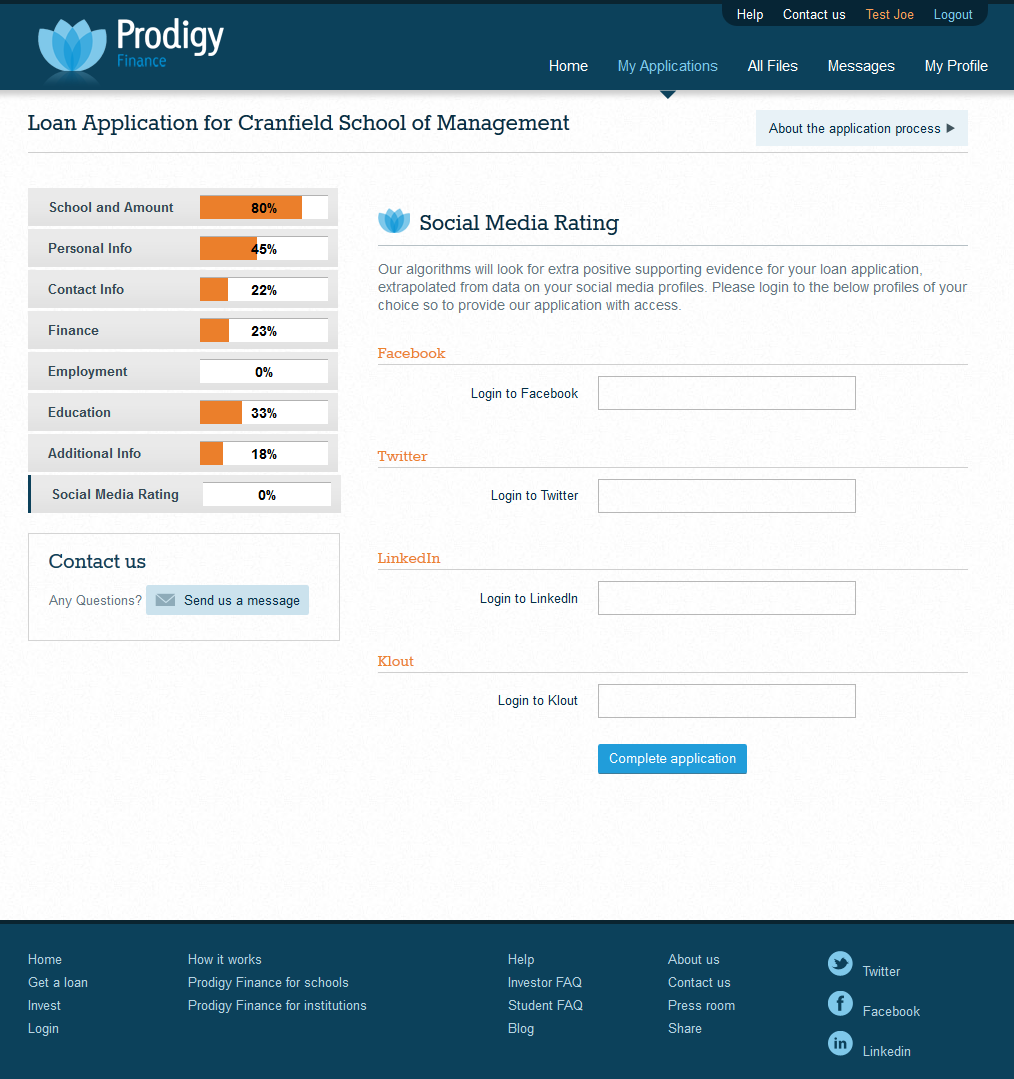 Help Contact us Test Joe Logout
Prodigy
Finance
Home My Applications All Files Messages My Profile
Loan Application for Cranfield School of Management
About the application process
School and Amount 80%
Personal Info 45%
Contact Info 22%
Finance 23%
Employment 0%
Education 33%
Additional Info 18%
Social Media Rating 0%
Contact us
Any Questions? Send us a message
Social Media Rating
Our algorithms will look for extra positive supporting evidence for your loan application,
extrapolated from data on your social media profiles. Please login to the below profiles of your
choice so to provide our application with access.
Facebook
Login to Facebook
Twitter
Login to Twitter
LinkedIn
Login to LinkedIn
Klout
Login to Klout
Complete application
Home
Get a loan
Invest
Login
How it works
Prodigy Finance for schools
Prodigy Finance for institutions
Help
Investor FAQ
Student FAQ
Blog
About us
Contact us
Press room
Share
Twitter
Facebook
Linkedin